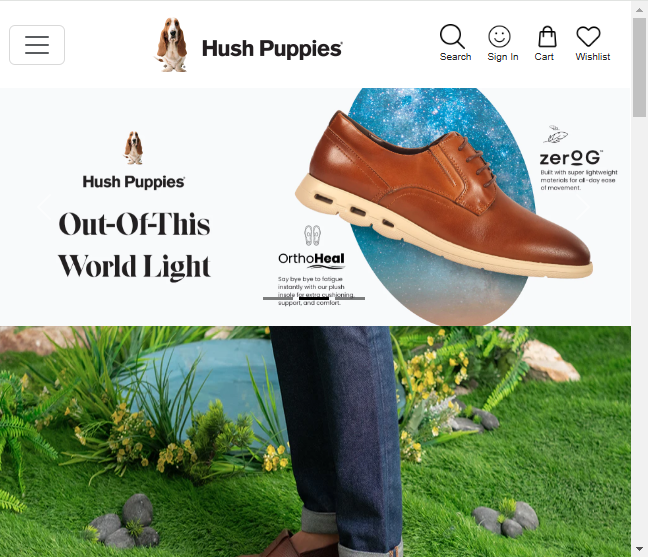 Hush Puppies
Search
Sign In
Cart
Wishlist
Hush Puppies
Out-Of-This
World Light
OrthoHeal
Say bye bye to fatigue
instantly with our plush
insole for extra cushioning,
support, and comfort.
zerOG™
Built with super lightweight
materials for all-day ease
of movement.